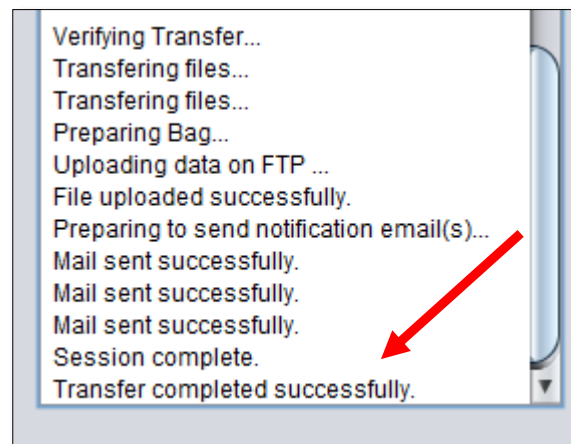 Verifying Transfer...
Transfering files...
Transfering files...
Preparing Bag...
Uploading data on FTP ...
File uploaded successfully.
Preparing to send notification email(s)...
Mail sent successfully.
Mail sent successfully.
Mail sent successfully.
Session complete.
Transfer completed successfully.